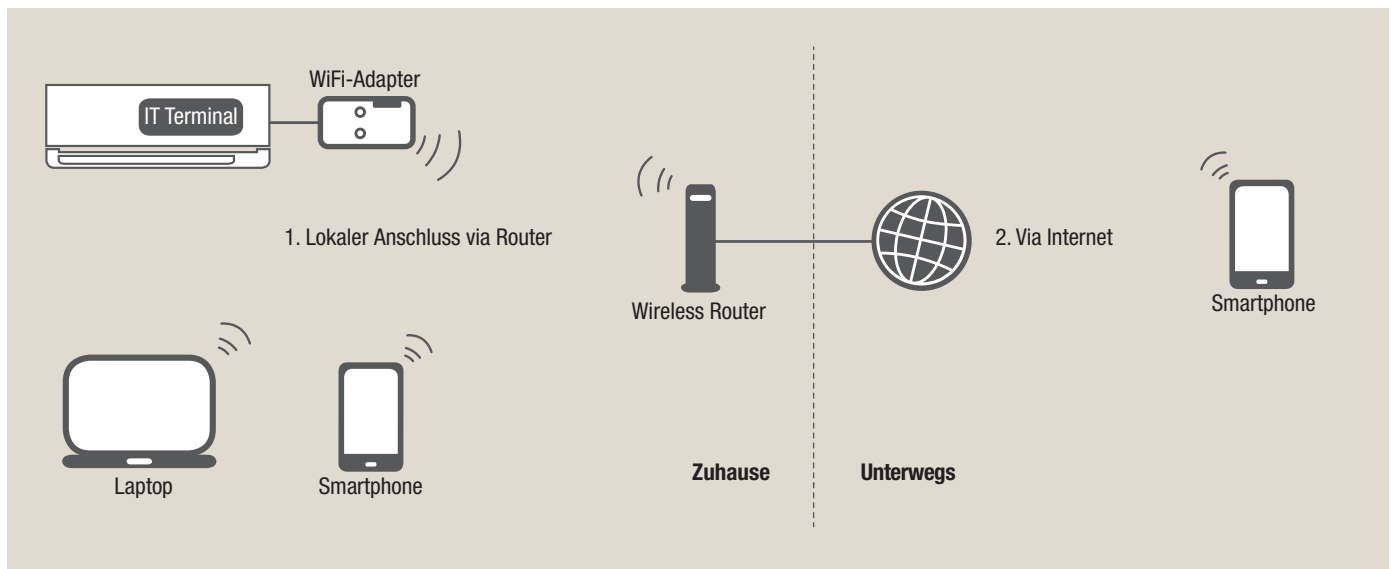 WiFi-Adapter
IT Terminal
1. Lokaler Anschluss via Router
2. Via Internet
Wireless Router
Smartphone
Laptop
Smartphone
Zuhause
Unterwegs